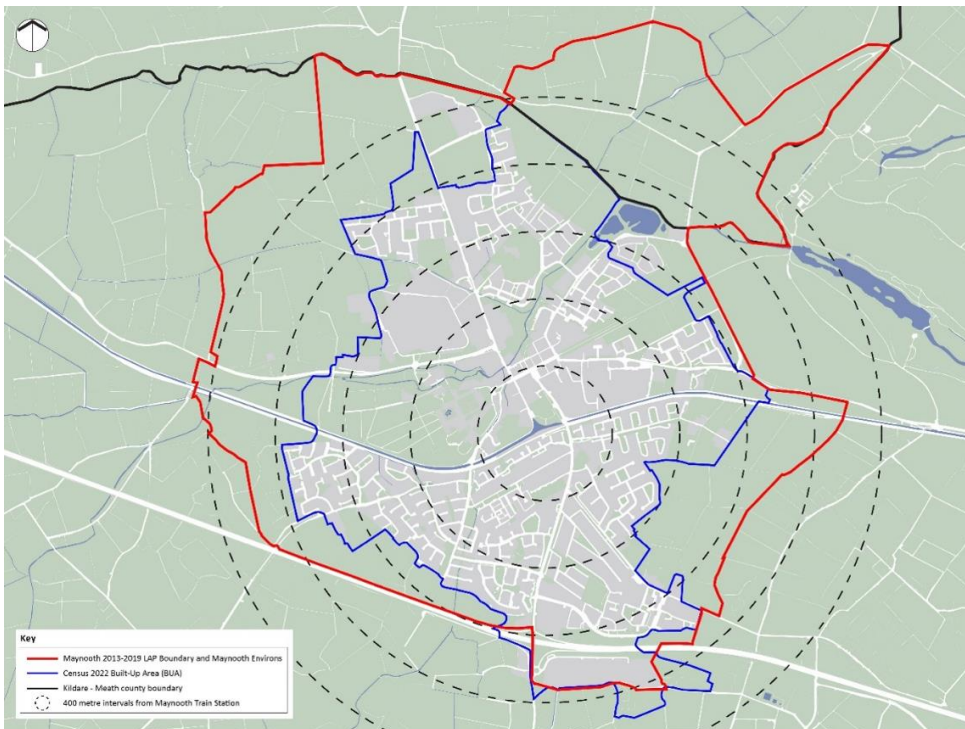 Key
Maynooth 2013-2019 LAP Boundary and Maynooth Environs
Census 2022 Built-Up Area (BUA)
Kildare - Meath county boundary
400 metre intervals from Maynooth Train Station